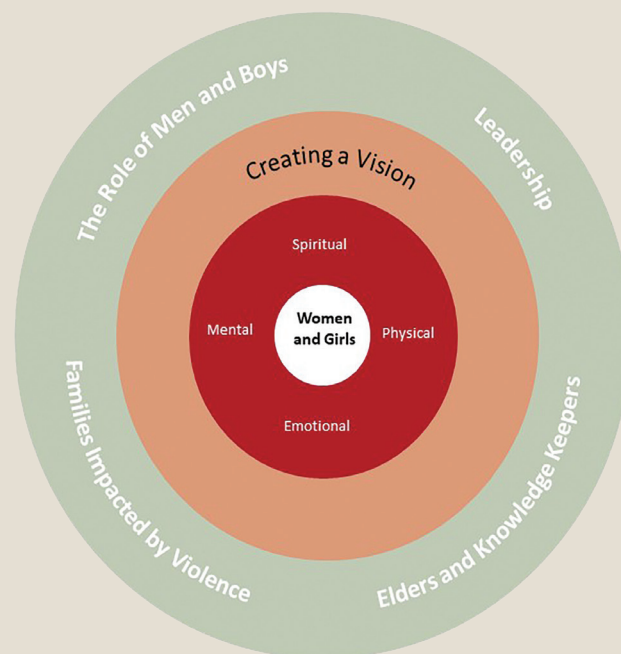 The Role of Men and Boys
Leadership
Creating a Vision
Spiritual
Mental
Women
and Girls
Physical
Emotional
Families Impacted by Violence
Elders and Knowledge Keepers